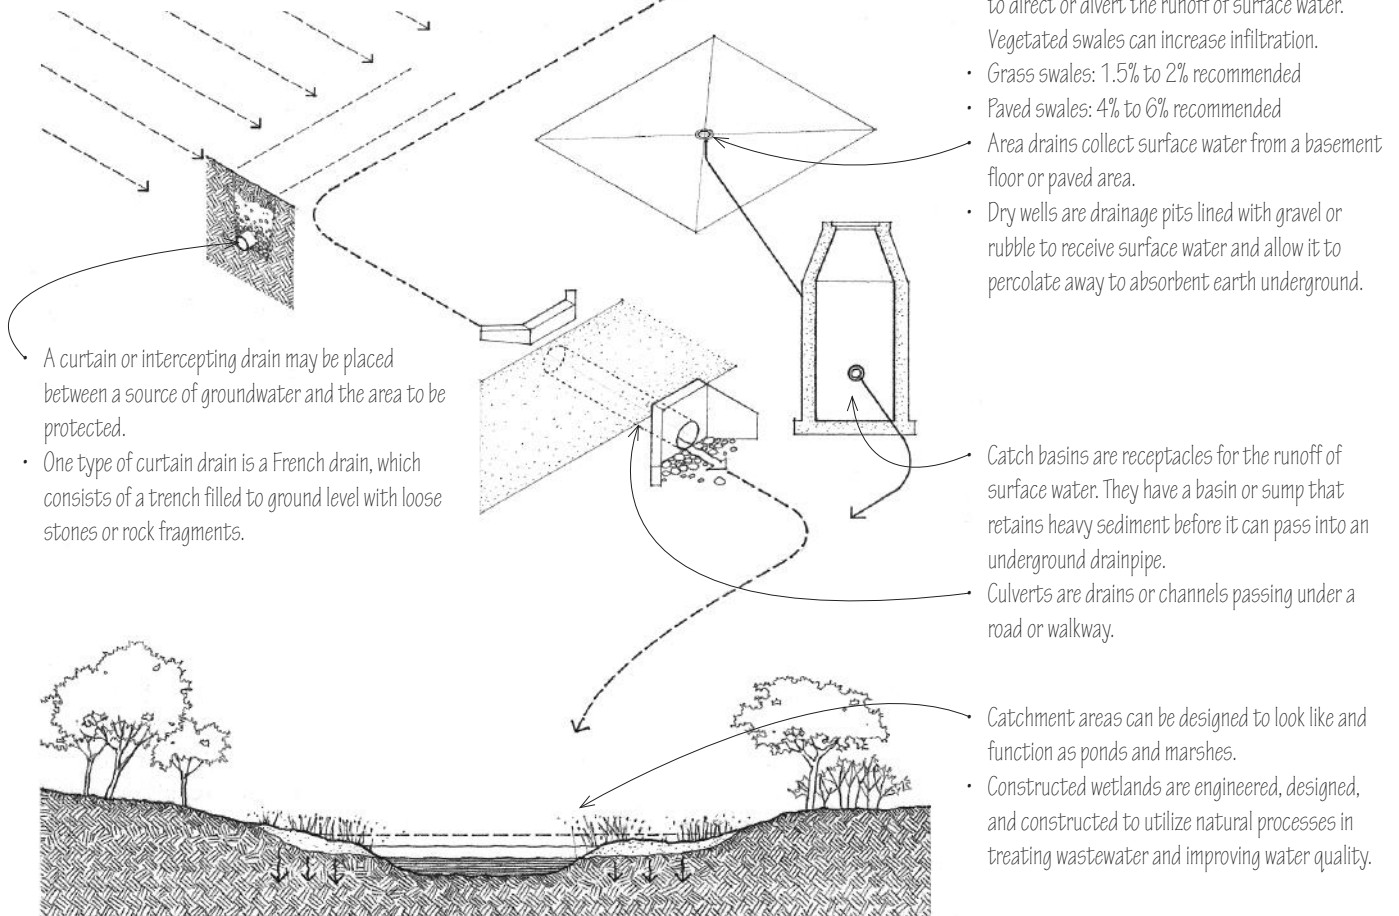 to direct or divert the runoff of surface water.
Vegetated swales can increase infiltration.
• Grass swales: 1.5% to 2% recommended
• Paved swales: 4% to 6% recommended
• Area drains collect surface water from a basement
floor or paved area.
• Dry wells are drainage pits lined with gravel or
rubble to receive surface water and allow it to
percolate away to absorbent earth underground.
• A curtain or intercepting drain may be placed
between a source of groundwater and the area to be
protected.
• One type of curtain drain is a French drain, which
consists of a trench filled to ground level with loose
stones or rock fragments.
• Catch basins are receptacles for the runoff of
surface water. They have a basin or sump that
retains heavy sediment before it can pass into an
underground drainpipe.
• Culverts are drains or channels passing under a
road or walkway.
• Catchment areas can be designed to look like and
function as ponds and marshes.
• Constructed wetlands are engineered, designed,
and constructed to utilize natural processes in
treating wastewater and improving water quality.